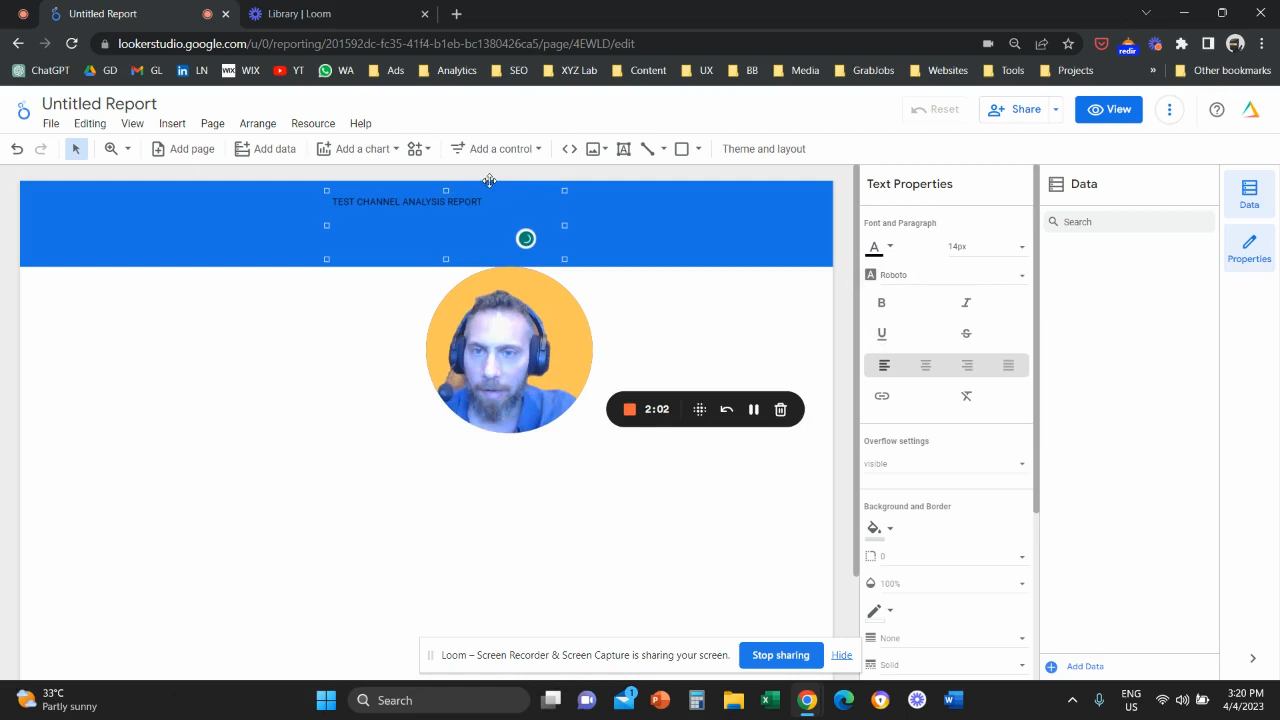 Untitled Report
Library | Loom
lookerstudio.google.com/u/0/reporting/201592dc-fc35-41f4-b1eb-bc1380426ca5/page/4EWLD/edit
redir
ChatGPT GD GL LN WIX WIX YT WA Ads Analytics SEO XYZ Lab Content UX BB Media GrabJobs Websites Tools Projects » Other bookmarks
Untitled Report
Reset Share View
File Editing View Insert Page Arrange Resource Help
Add page Add data Add a chart Add a control Theme and layout
Text Properties
Data
Data
TEST CHANNEL ANALYSIS REPORT
Font and Paragraph
Search
14px
Properties
Roboto
2:02
Overflow settings
visible
Background and Border
0
100%
None
Solid
Loom – Screen Recorder & Screen Capture is sharing your screen. Stop sharing Hide
Add Data
33°C
Partly sunny
Search
1
ENG
US
3:20 PM
4/4/2023